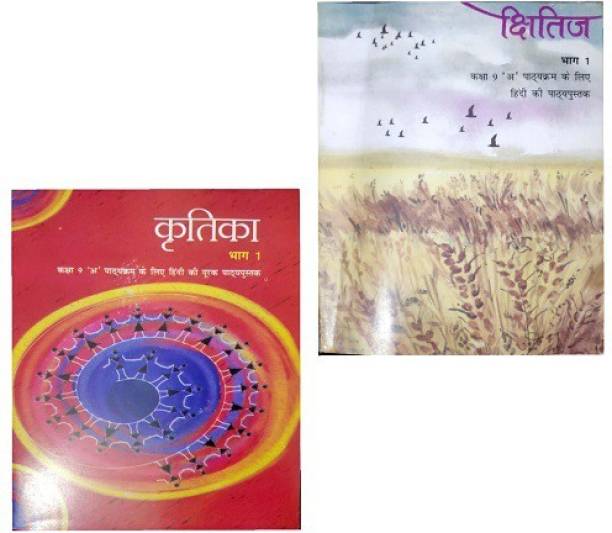 क्षितिज
भाग 1
कक्षा 9 'अ' पाठ्यक्रम के लिए
हिंदी की पाठ्यपुस्तक
कृतिका
भाग 1
कक्षा 9 'अ' पाठ्यक्रम के लिए हिंदी की पूरक पाठ्यपुस्तक